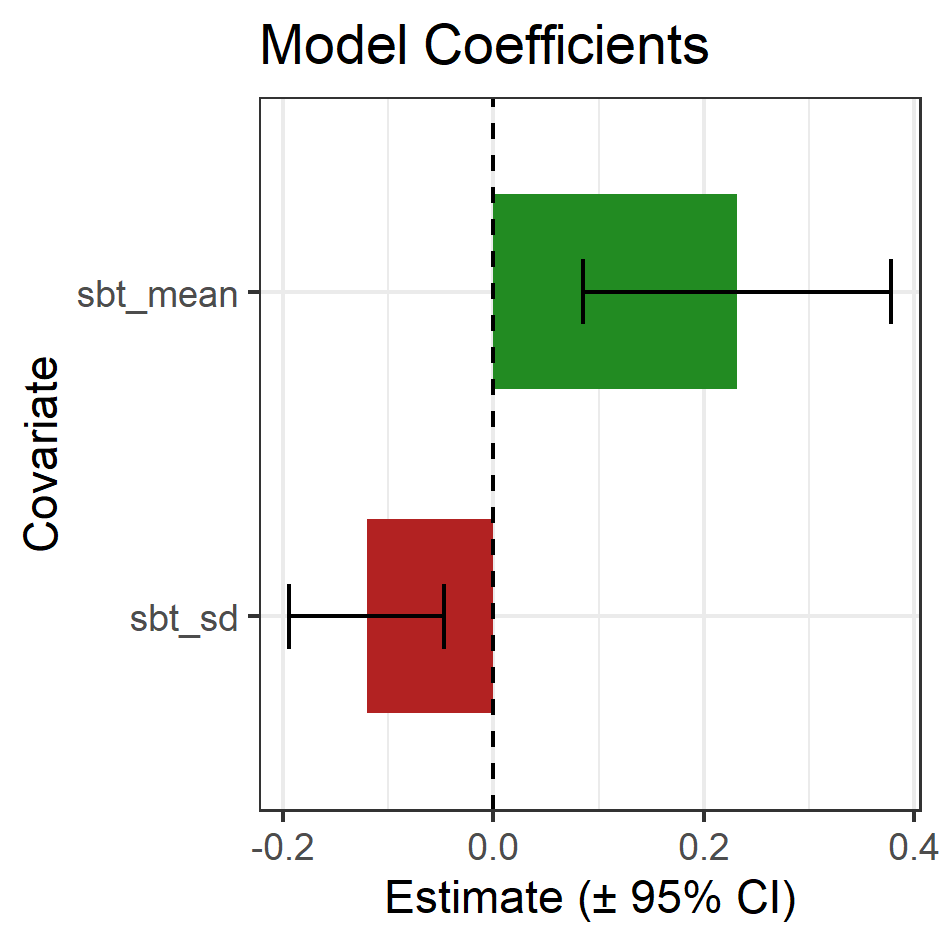 Model Coefficients
Covariate
sbt_mean
sbt_sd
-0.2 0.0 0.2 0.4
Estimate (± 95% CI)